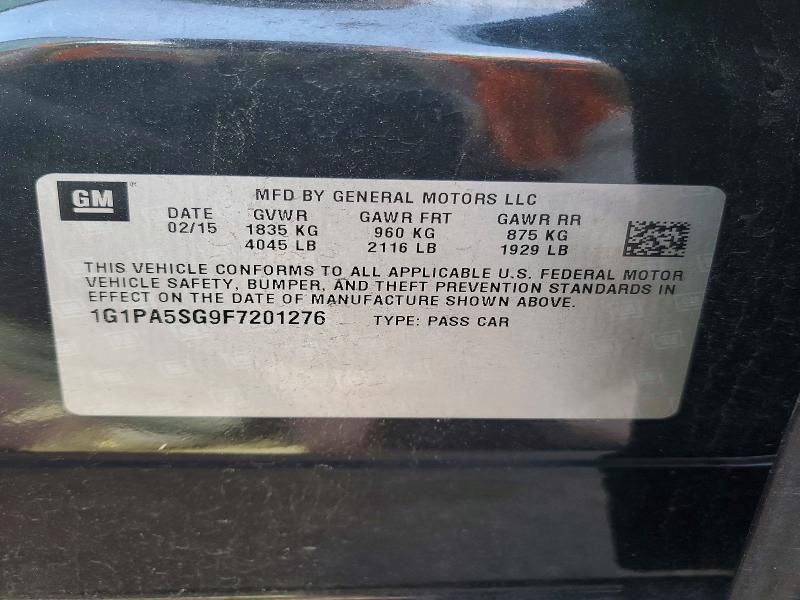 GM
MFD BY GENERAL MOTORS LLC
DATE GVWR GAWR FRT GAWR RR
02/15 1835 KG 960 KG 875 KG
4045 LB 2116 LB 1929 LB
THIS VEHICLE CONFORMS TO ALL APPLICABLE U.S. FEDERAL MOTOR
VEHICLE SAFETY, BUMPER, AND THEFT PREVENTION STANDARDS IN
EFFECT ON THE DATE OF MANUFACTURE SHOWN ABOVE.
1G1PA5SG9F7201276 TYPE: PASS CAR